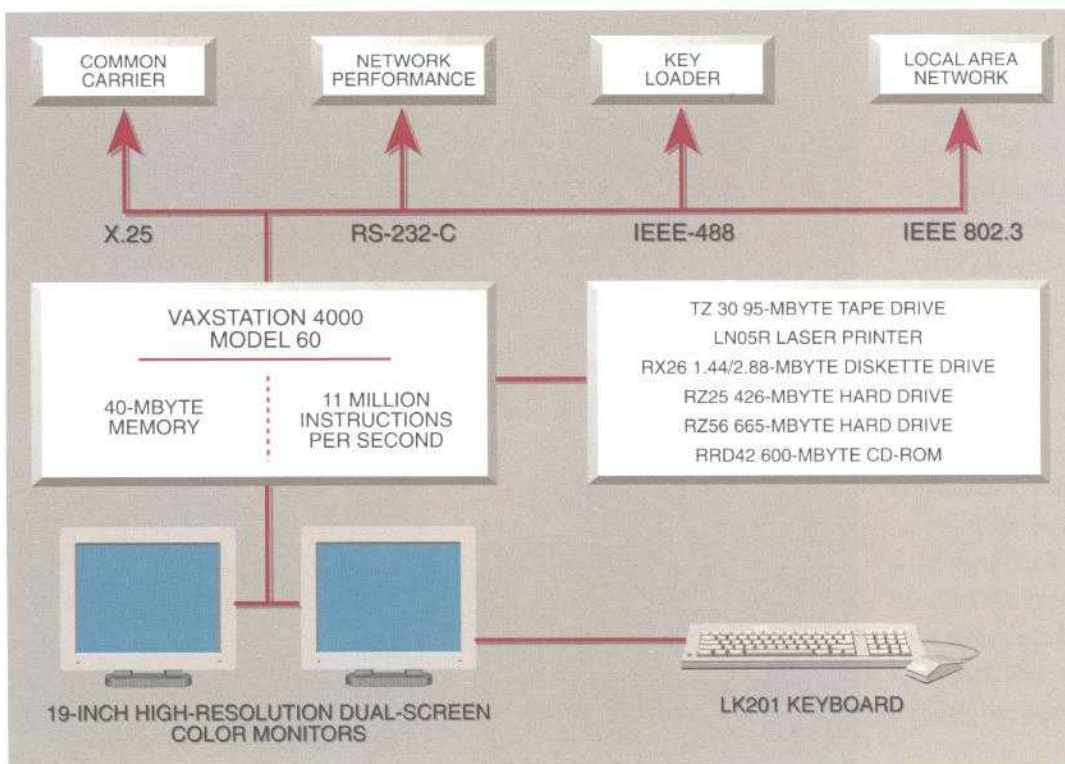 COMMON
CARRIER
NETWORK
PERFORMANCE
KEY
LOADER
LOCAL AREA
NETWORK
X.25
RS-232-C
IEEE-488
IEEE 802.3
VAXSTATION 4000
MODEL 60
40-MBYTE
MEMORY
11 MILLION
INSTRUCTIONS
PER SECOND
TZ 30 95-MBYTE TAPE DRIVE
LN05R LASER PRINTER
RX26 1.44/2.88-MBYTE DISKETTE DRIVE
RZ25 426-MBYTE HARD DRIVE
RZ56 665-MBYTE HARD DRIVE
RRD42 600-MBYTE CD-ROM
19-INCH HIGH-RESOLUTION DUAL-SCREEN
COLOR MONITORS
LK201 KEYBOARD